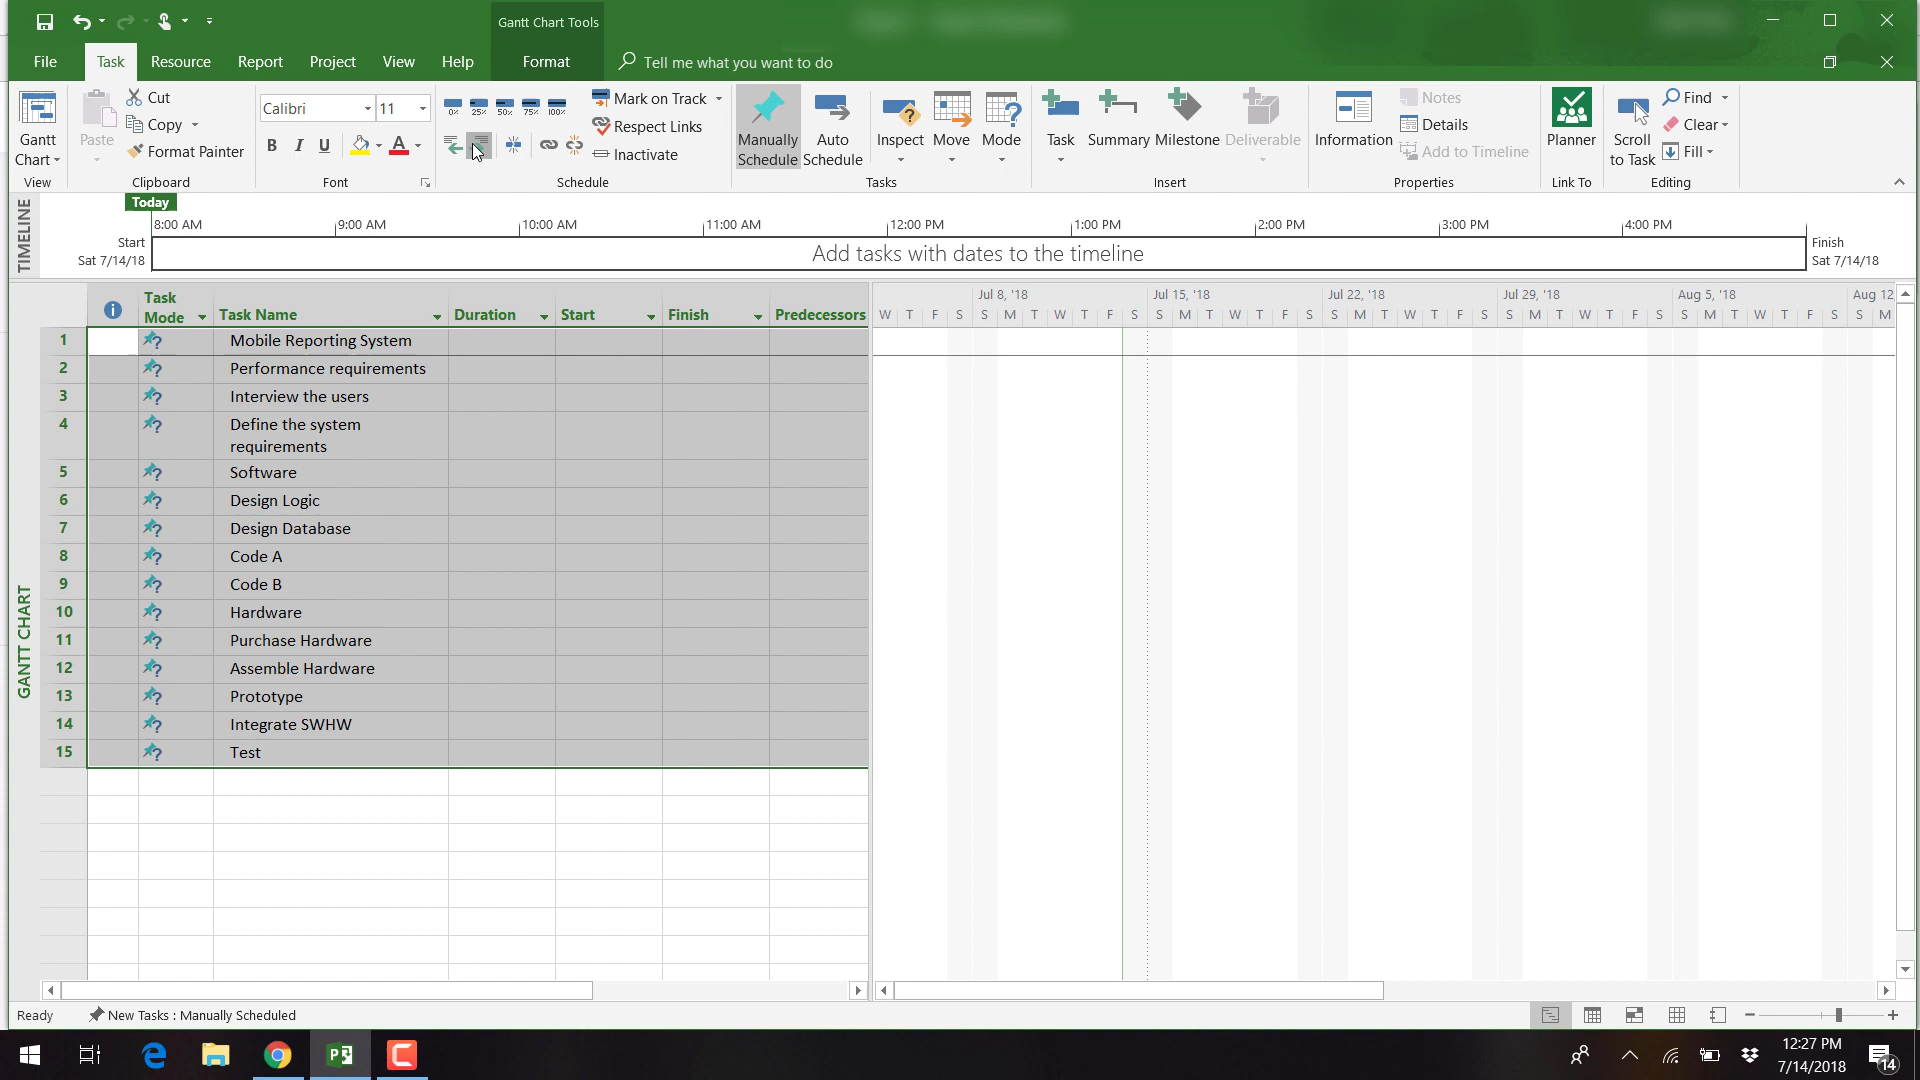 Gantt Chart Tools
File Task Resource Report Project View Help Format Tell me what you want to do
Gantt Chart
View
Paste
Cut
Copy
Format Painter
Clipboard
Calibri 11
B I U A
Font
0% 25% 50% 75% 100%
Mark on Track
Respect Links
Inactivate
Schedule
Manually Schedule
Auto Schedule
Inspect
Move
Mode
Tasks
Task
Summary
Milestone
Deliverable
Insert
Information
Notes
Details
Add to Timeline
Properties
Planner
Link To
Scroll to Task
Find
Clear
Fill
Editing
TIMELINE
Today
8:00 AM 9:00 AM 10:00 AM 11:00 AM 12:00 PM 1:00 PM 2:00 PM 3:00 PM 4:00 PM
Start
Sat 7/14/18
Add tasks with dates to the timeline
Finish
Sat 7/14/18
GANTT CHART
Task Mode Task Name Duration Start Finish Predecessors
Jul 8, '18 Jul 15, '18 Jul 22, '18 Jul 29, '18 Aug 5, '18 Aug 12,
W T F S S M T W T F S S M T W T F S S M T W T F S S M T W T F S S M T W T F S S M
1 Mobile Reporting System
2 Performance requirements
3 Interview the users
4 Define the system
requirements
5 Software
6 Design Logic
7 Design Database
8 Code A
9 Code B
10 Hardware
11 Purchase Hardware
12 Assemble Hardware
13 Prototype
14 Integrate SWHW
15 Test
Ready New Tasks : Manually Scheduled
12:27 PM
7/14/2018
14